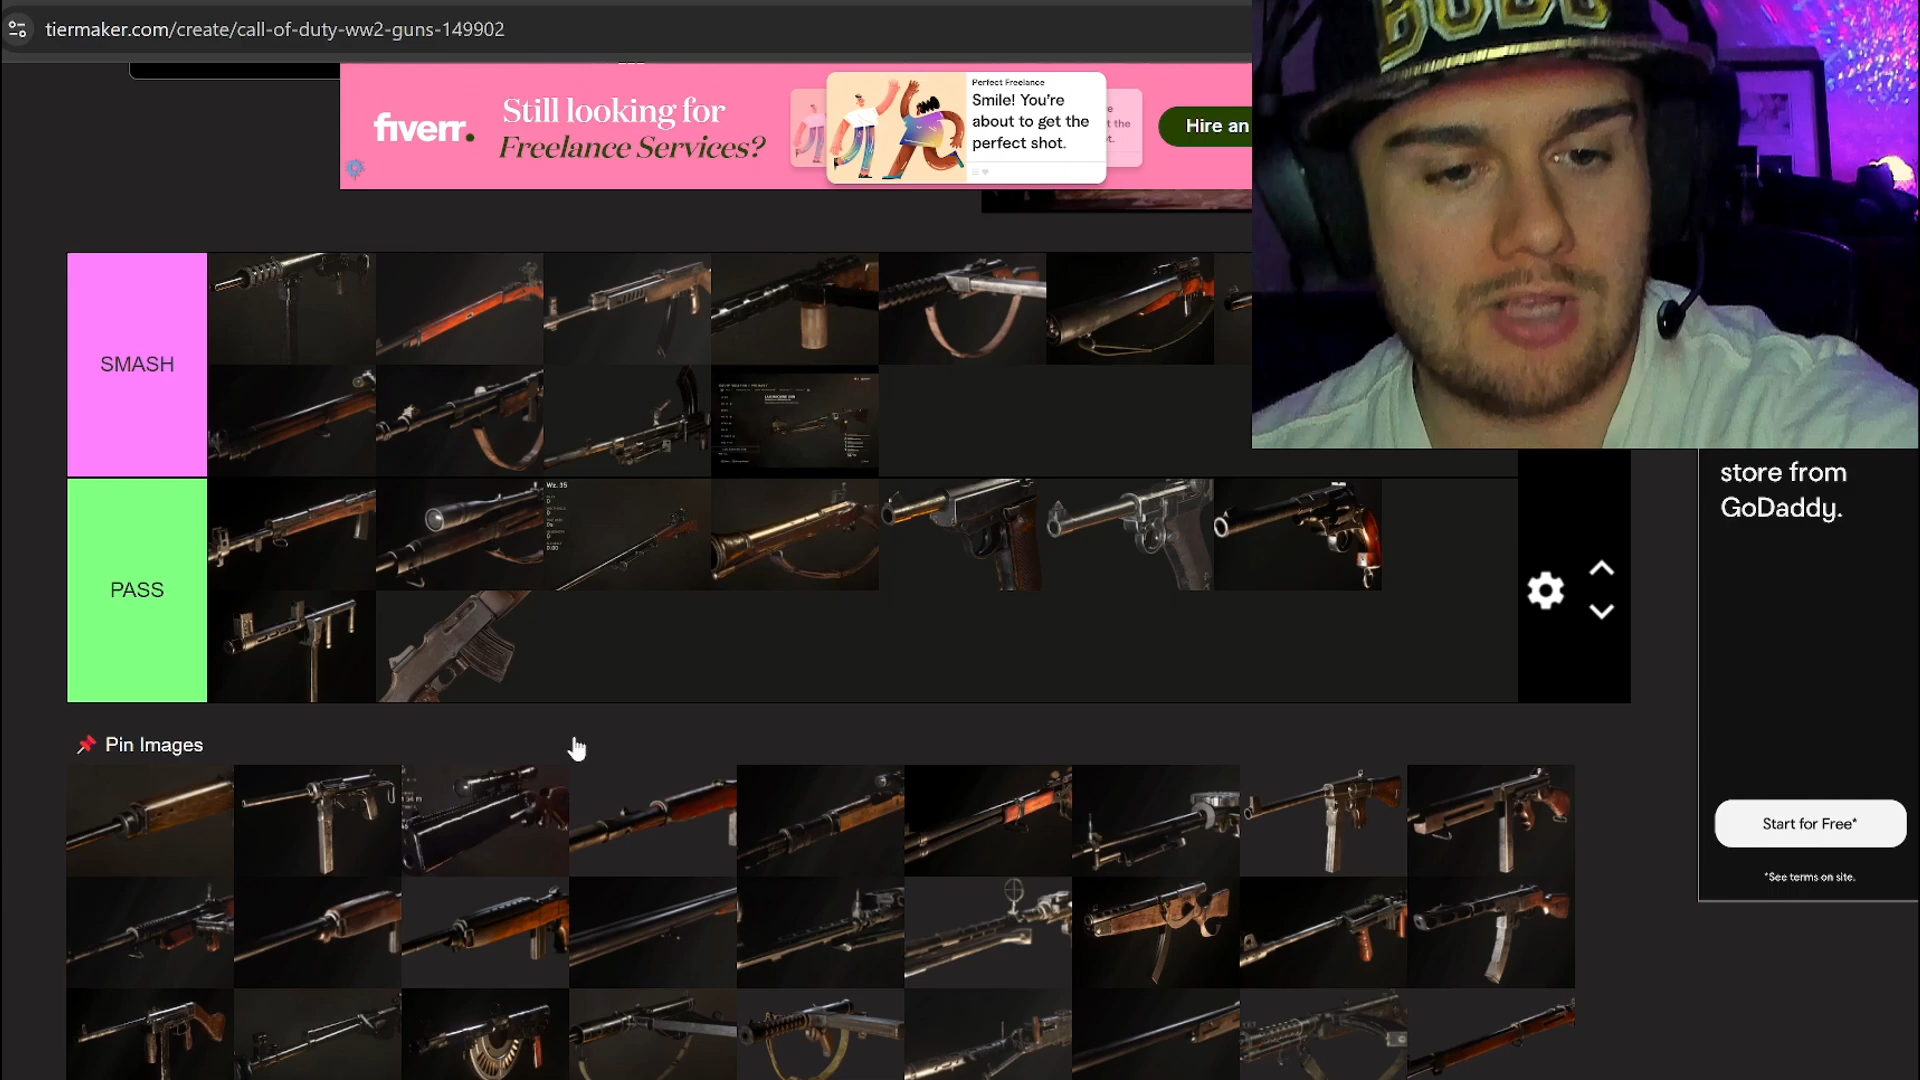 tiermaker.com/create/call-of-duty-ww2-guns-149902
fiverr.
Still looking for
Freelance Services?
Perfect Freelance
Smile! You're
about to get the
perfect shot.
Hire an
SMASH
PASS
Wz. 35
store from
GoDaddy.
Pin Images
Start for Free*
*See terms on site.